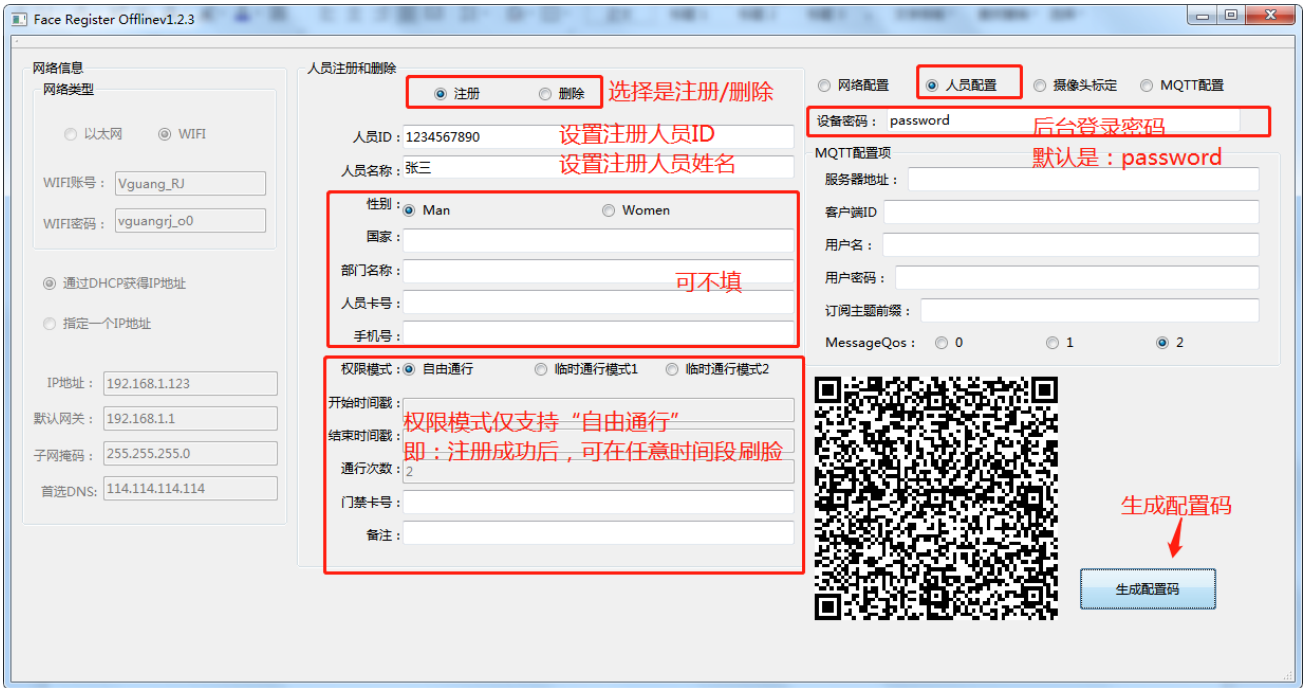 Face Register Offlinev1.2.3
网络信息
网络类型
以太网
WIFI
WIFI账号：
Vguang_RJ
WIFI密码：
vguangrj_o0
通过DHCP获得IP地址
指定一个IP地址
IP地址：
192.168.1.123
默认网关：
192.168.1.1
子网掩码：
255.255.255.0
首选DNS:
114.114.114.114
人员注册和删除
注册
删除
选择是注册/删除
人员ID：
1234567890
设置注册人员ID
人员名称：
张三
设置注册人员姓名
性别：
Man
Women
国家：
部门名称：
可不填
人员卡号：
手机号：
权限模式：
自由通行
临时通行模式1
临时通行模式2
开始时间戳：
权限模式仅支持“自由通行”
结束时间戳：
即：注册成功后，可在任意时间段刷脸
通行次数：
2
门禁卡号：
备注：
网络配置
人员配置
摄像头标定
MQTT配置
设备密码：
password
后台登录密码
默认是：password
MQTT配置项
服务器地址：
客户端ID
用户名：
用户密码：
订阅主题前缀：
MessageQos：
0
1
2
生成配置码
生成配置码